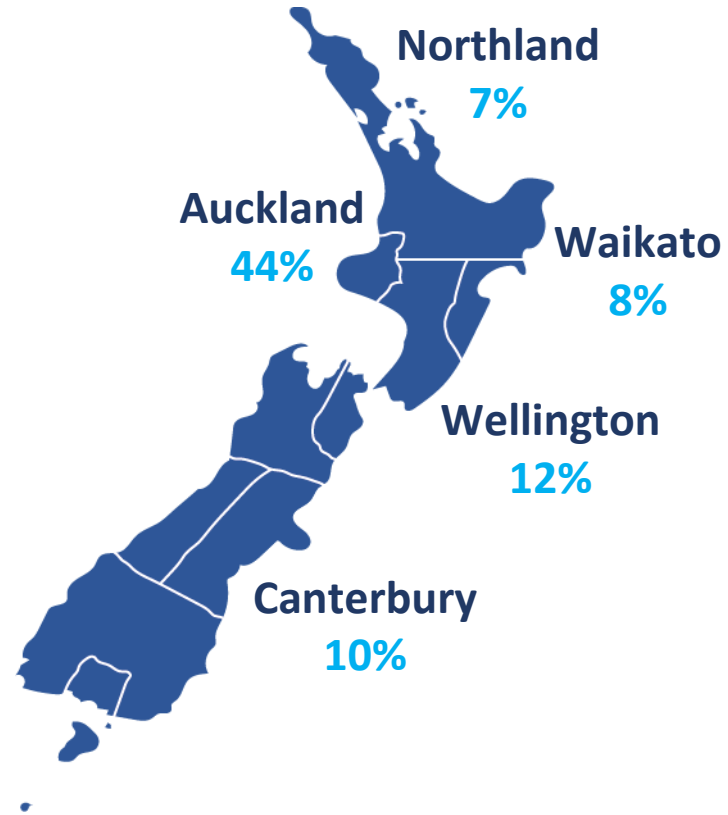 Northland
7%
Auckland
44%
Waikato
8%
Wellington
12%
Canterbury
10%